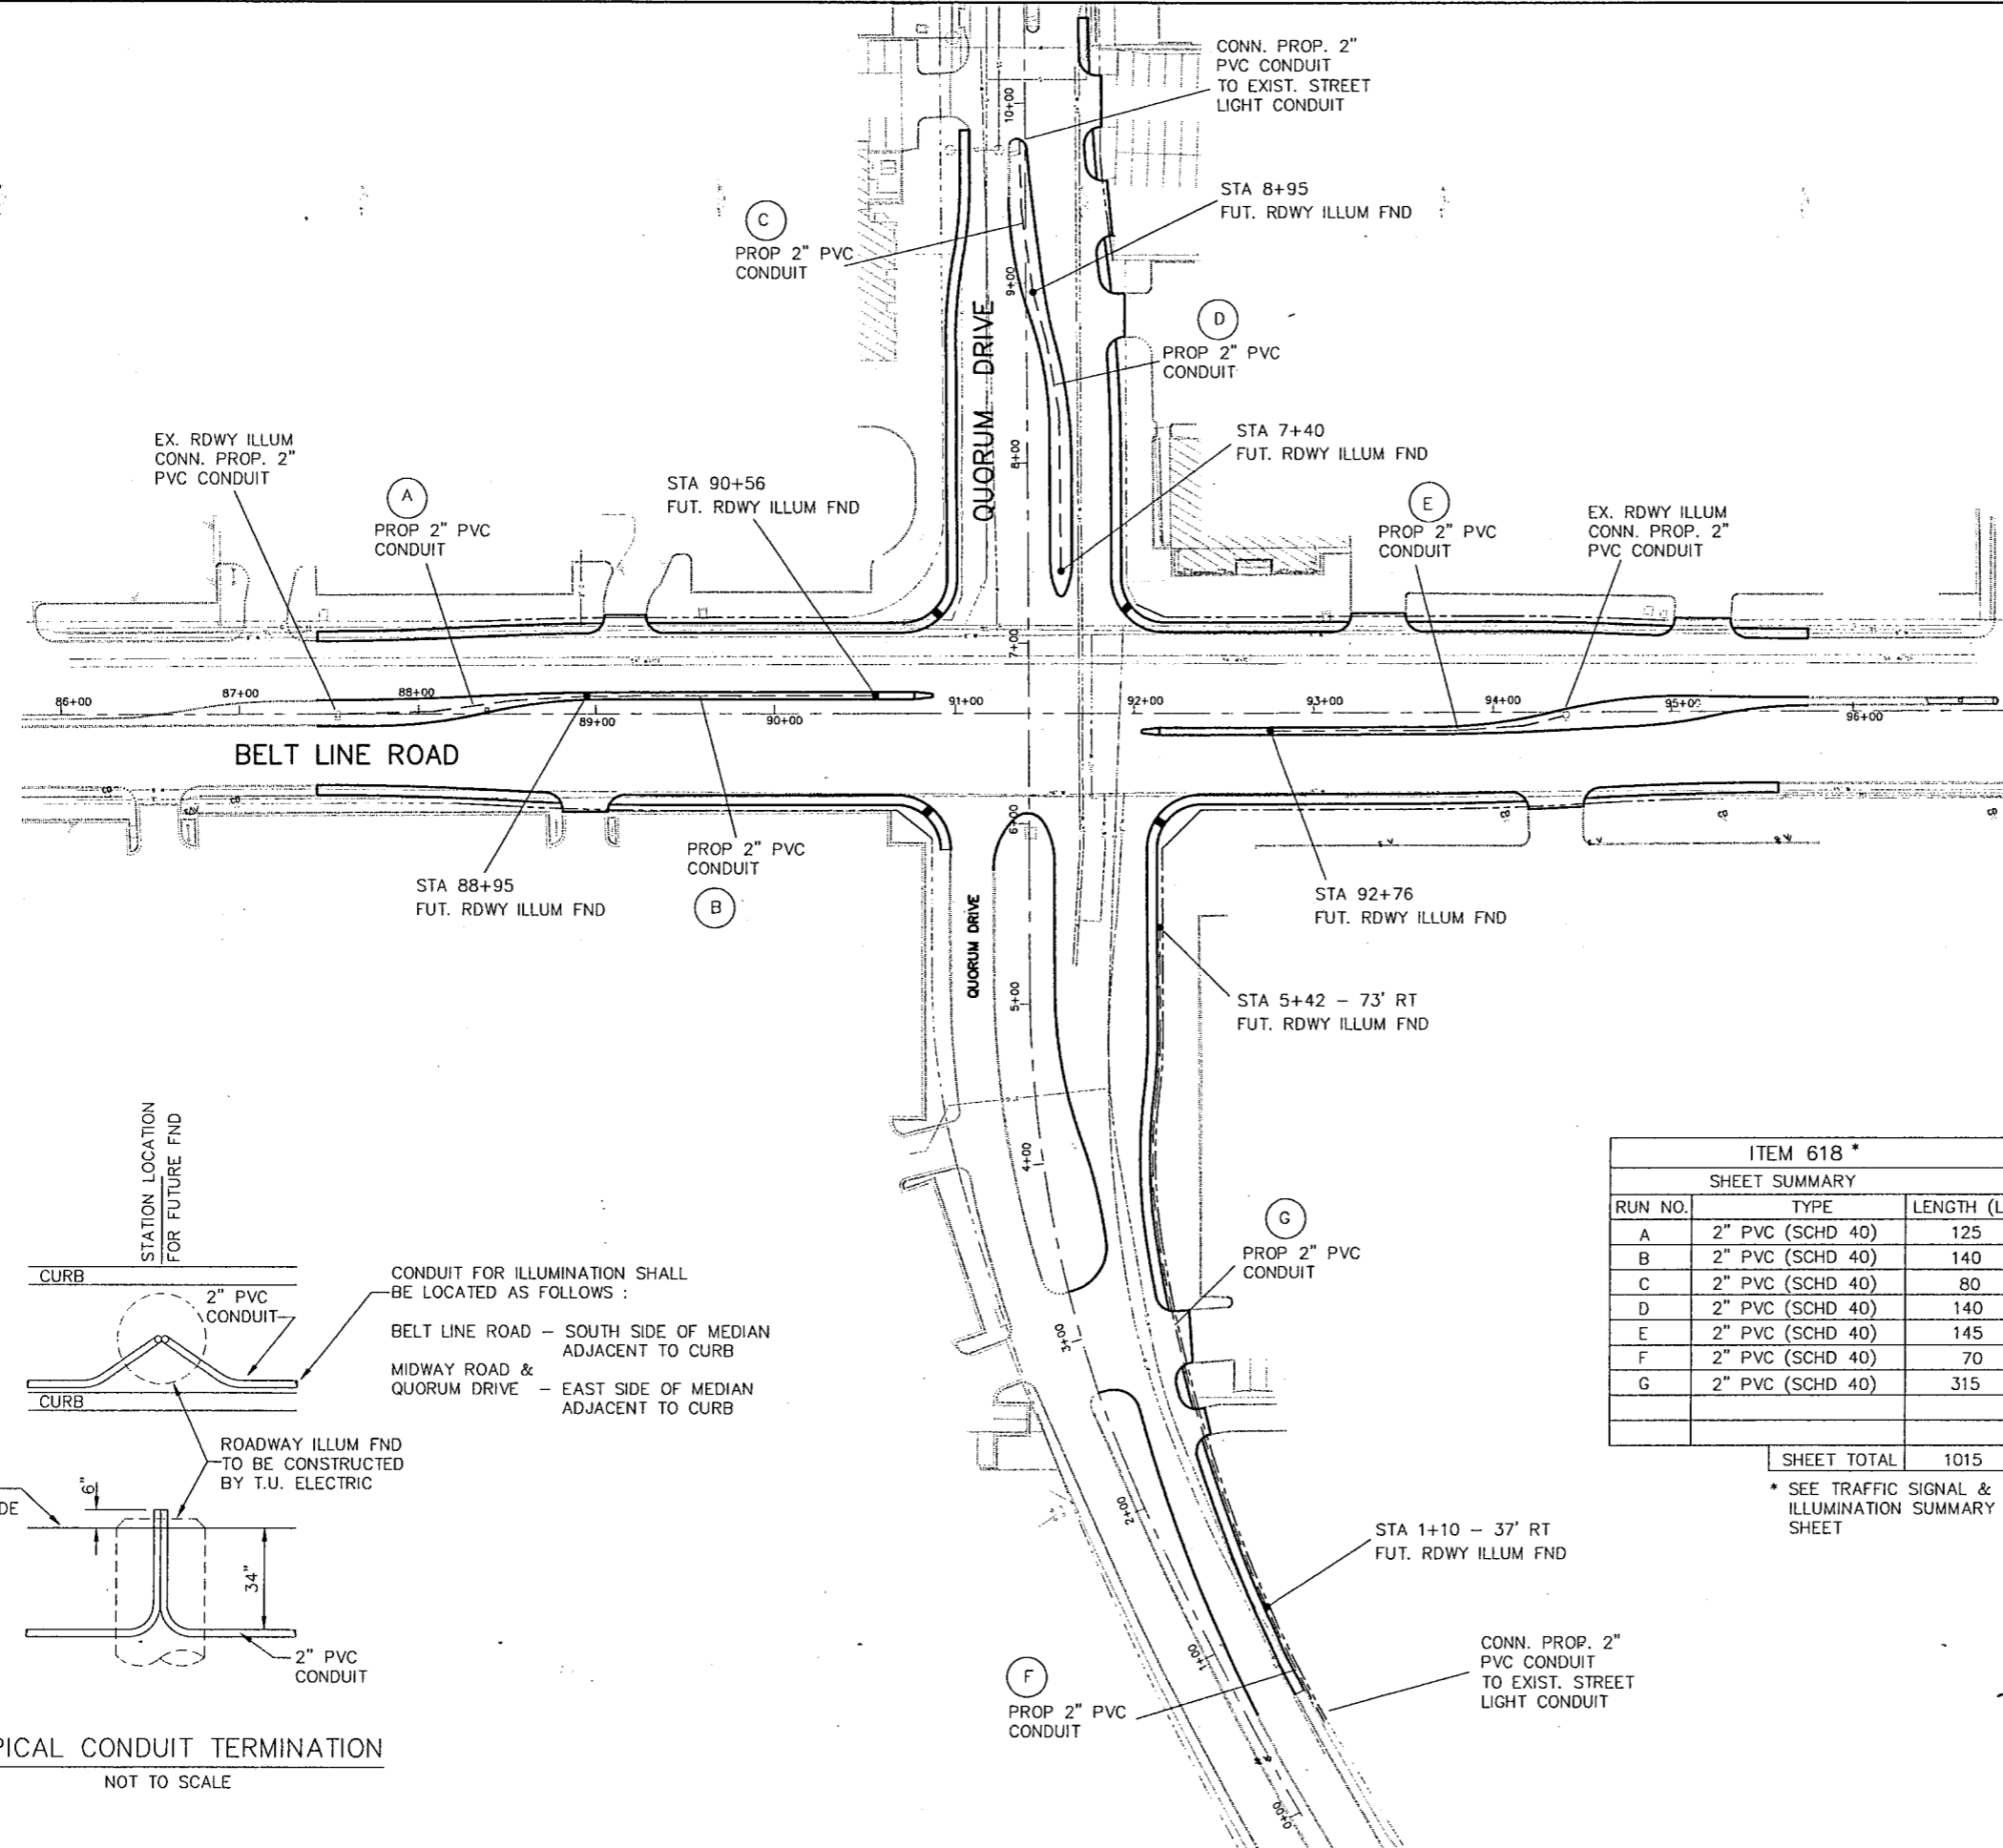 CONN. PROP. 2"
PVC CONDUIT
TO EXIST. STREET
LIGHT CONDUIT
10+00
STA 8+95
FUT. RDWY ILLUM FND
C
PROP 2" PVC
CONDUIT
9+00
D
PROP 2" PVC
CONDUIT
QUORUM DRIVE
8+00
STA 7+40
FUT. RDWY ILLUM FND
EX. RDWY ILLUM
CONN. PROP. 2"
PVC CONDUIT
A
PROP 2" PVC
CONDUIT
STA 90+56
FUT. RDWY ILLUM FND
E
PROP 2" PVC
CONDUIT
EX. RDWY ILLUM
CONN. PROP. 2"
PVC CONDUIT
7+00
86+00
87+00
88+00
89+00
90+00
91+00
92+00
93+00
94+00
95+00
96+00
BELT LINE ROAD
6+00
PROP 2" PVC
CONDUIT
B
STA 88+95
FUT. RDWY ILLUM FND
STA 92+76
FUT. RDWY ILLUM FND
QUORUM DRIVE
5+00
STA 5+42 - 73' RT
FUT. RDWY ILLUM FND
4+00
G
PROP 2" PVC
CONDUIT
3+00
2+00
STA 1+10 - 37' RT
FUT. RDWY ILLUM FND
1+00
F
PROP 2" PVC
CONDUIT
CONN. PROP. 2"
PVC CONDUIT
TO EXIST. STREET
LIGHT CONDUIT
0+00
STATION LOCATION
FOR FUTURE FND
CURB
2" PVC
CONDUIT
CURB
CONDUIT FOR ILLUMINATION SHALL
BE LOCATED AS FOLLOWS :
BELT LINE ROAD - SOUTH SIDE OF MEDIAN
ADJACENT TO CURB
MIDWAY ROAD &
QUORUM DRIVE - EAST SIDE OF MEDIAN
ADJACENT TO CURB
ROADWAY ILLUM FND
TO BE CONSTRUCTED
BY T.U. ELECTRIC
6"
DE
34"
2" PVC
CONDUIT
PICAL CONDUIT TERMINATION
NOT TO SCALE
ITEM 618 *
SHEET SUMMARY
RUN NO. TYPE LENGTH (L
A 2" PVC (SCHD 40) 125
B 2" PVC (SCHD 40) 140
C 2" PVC (SCHD 40) 80
D 2" PVC (SCHD 40) 140
E 2" PVC (SCHD 40) 145
F 2" PVC (SCHD 40) 70
G 2" PVC (SCHD 40) 315
SHEET TOTAL 1015
* SEE TRAFFIC SIGNAL &
ILLUMINATION SUMMARY
SHEET